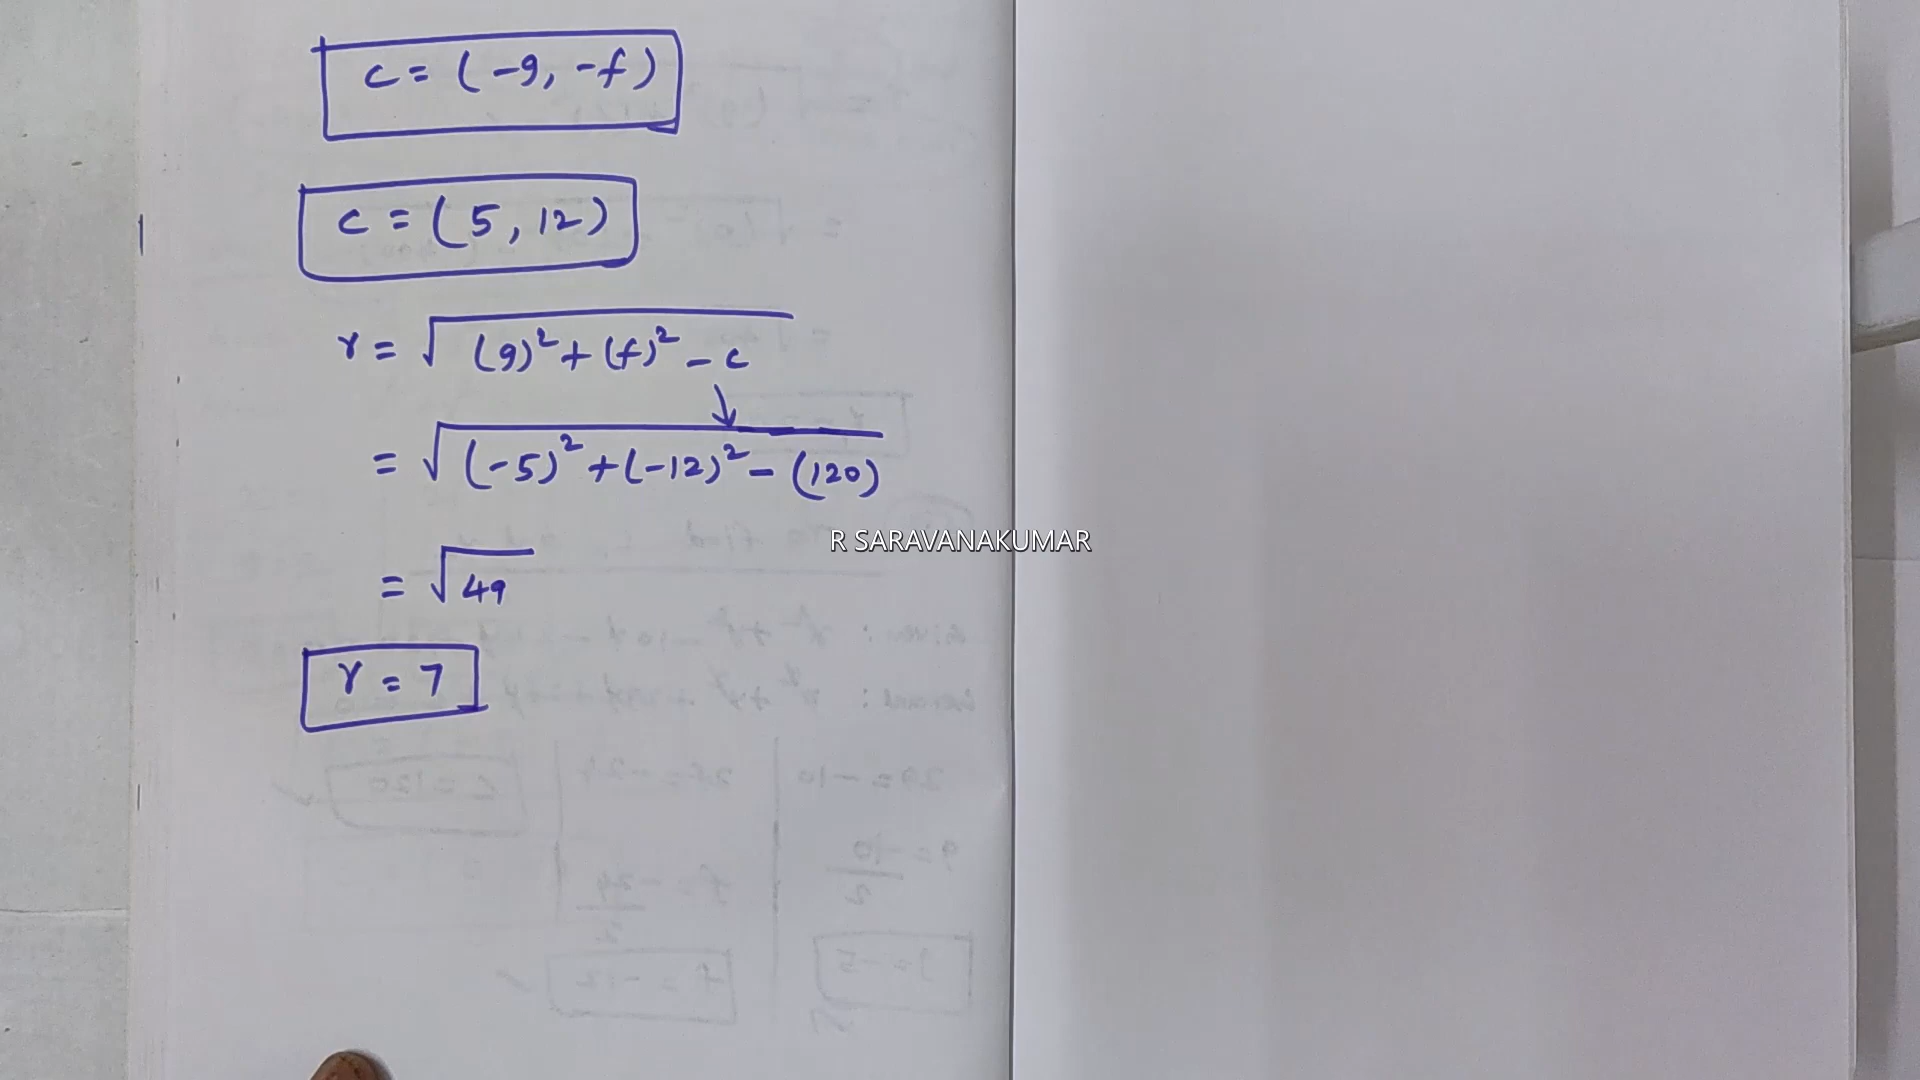 c = (-g, -f)
c = (5, 12)
r = √(g)² + (f)² - c
= √(-5)² + (-12)² - (120)
R SARAVANAKUMAR
= √49
r = 7